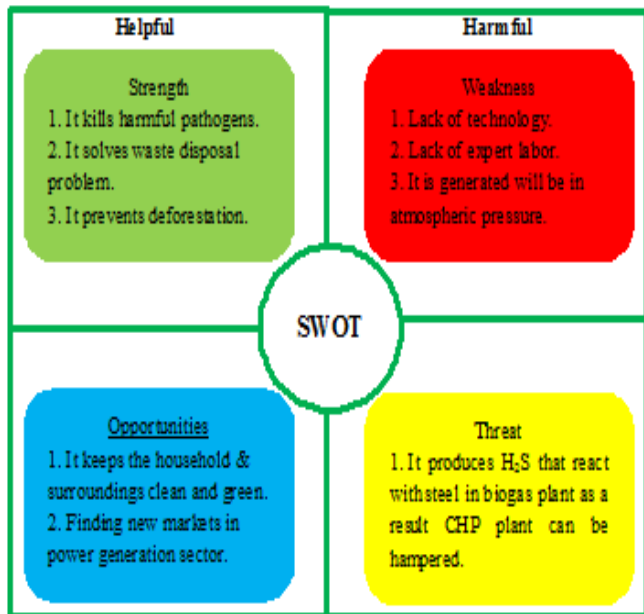 Helpful
Harmful
Strength
1. It kills harmful pathogens.
2. It solves waste disposal
problem.
3. It prevents deforestation.
Weakness
1. Lack of technology.
2. Lack of expert labor.
3. It is generated will be in
atmospheric pressure.
SWOT
Opportunities
1. It keeps the household &
surroundings clean and green.
2. Finding new markets in
power generation sector.
Threat
1. It produces H₂S that react
with steel in biogas plant as a
result CHP plant can be
hampered.